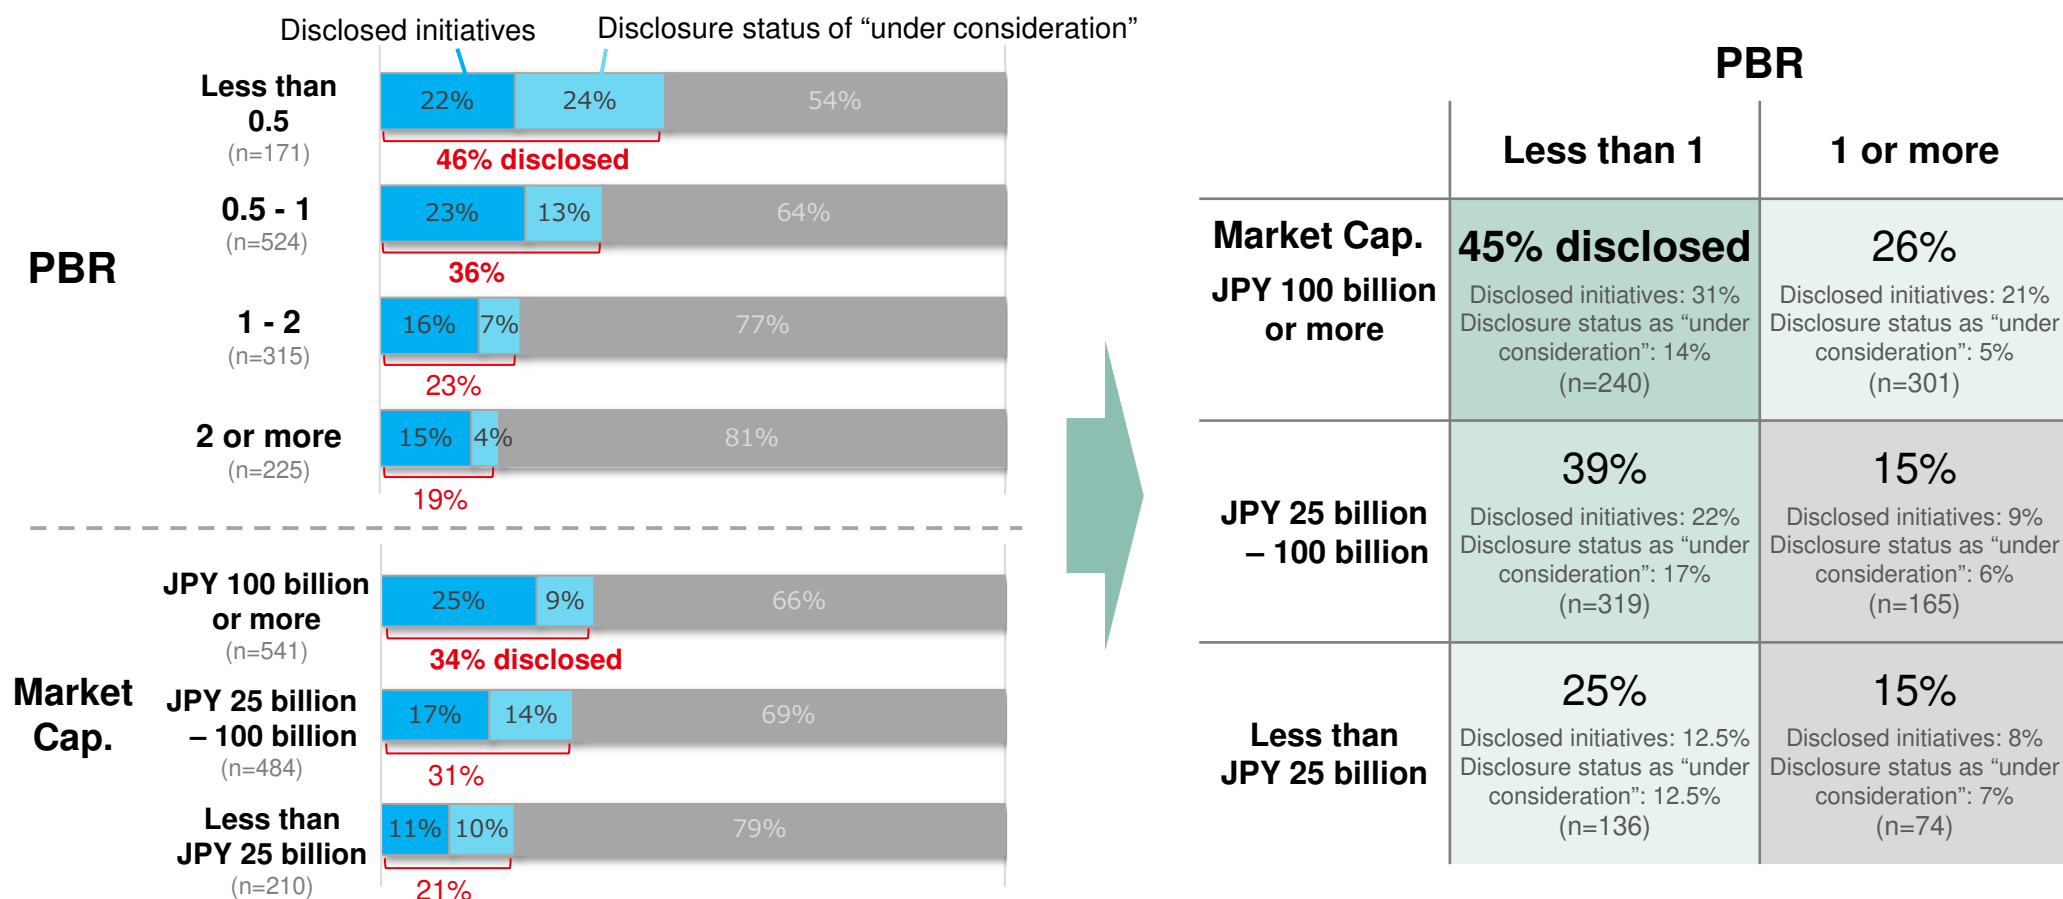 Disclosed initiatives
Disclosure status of “under consideration”
PBR
Less than
0.5
(n=171)
22%
24%
54%
46% disclosed
0.5 - 1
(n=524)
23%
13%
64%
36%
1 - 2
(n=315)
16%
7%
77%
23%
2 or more
(n=225)
15%
4%
81%
19%
Market
Cap.
JPY 100 billion
or more
(n=541)
25%
9%
66%
34% disclosed
JPY 25 billion
– 100 billion
(n=484)
17%
14%
69%
31%
Less than
JPY 25 billion
(n=210)
11%
10%
79%
21%
PBR
Less than 1
1 or more
Market Cap.
JPY 100 billion
or more
45% disclosed
Disclosed initiatives: 31%
Disclosure status as “under
consideration”: 14%
(n=240)
26%
Disclosed initiatives: 21%
Disclosure status as “under
consideration”: 5%
(n=301)
JPY 25 billion
– 100 billion
39%
Disclosed initiatives: 22%
Disclosure status as “under
consideration”: 17%
(n=319)
15%
Disclosed initiatives: 9%
Disclosure status as “under
consideration”: 6%
(n=165)
Less than
JPY 25 billion
25%
Disclosed initiatives: 12.5%
Disclosure status as “under
consideration”: 12.5%
(n=136)
15%
Disclosed initiatives: 8%
Disclosure status as “under
consideration”: 7%
(n=74)